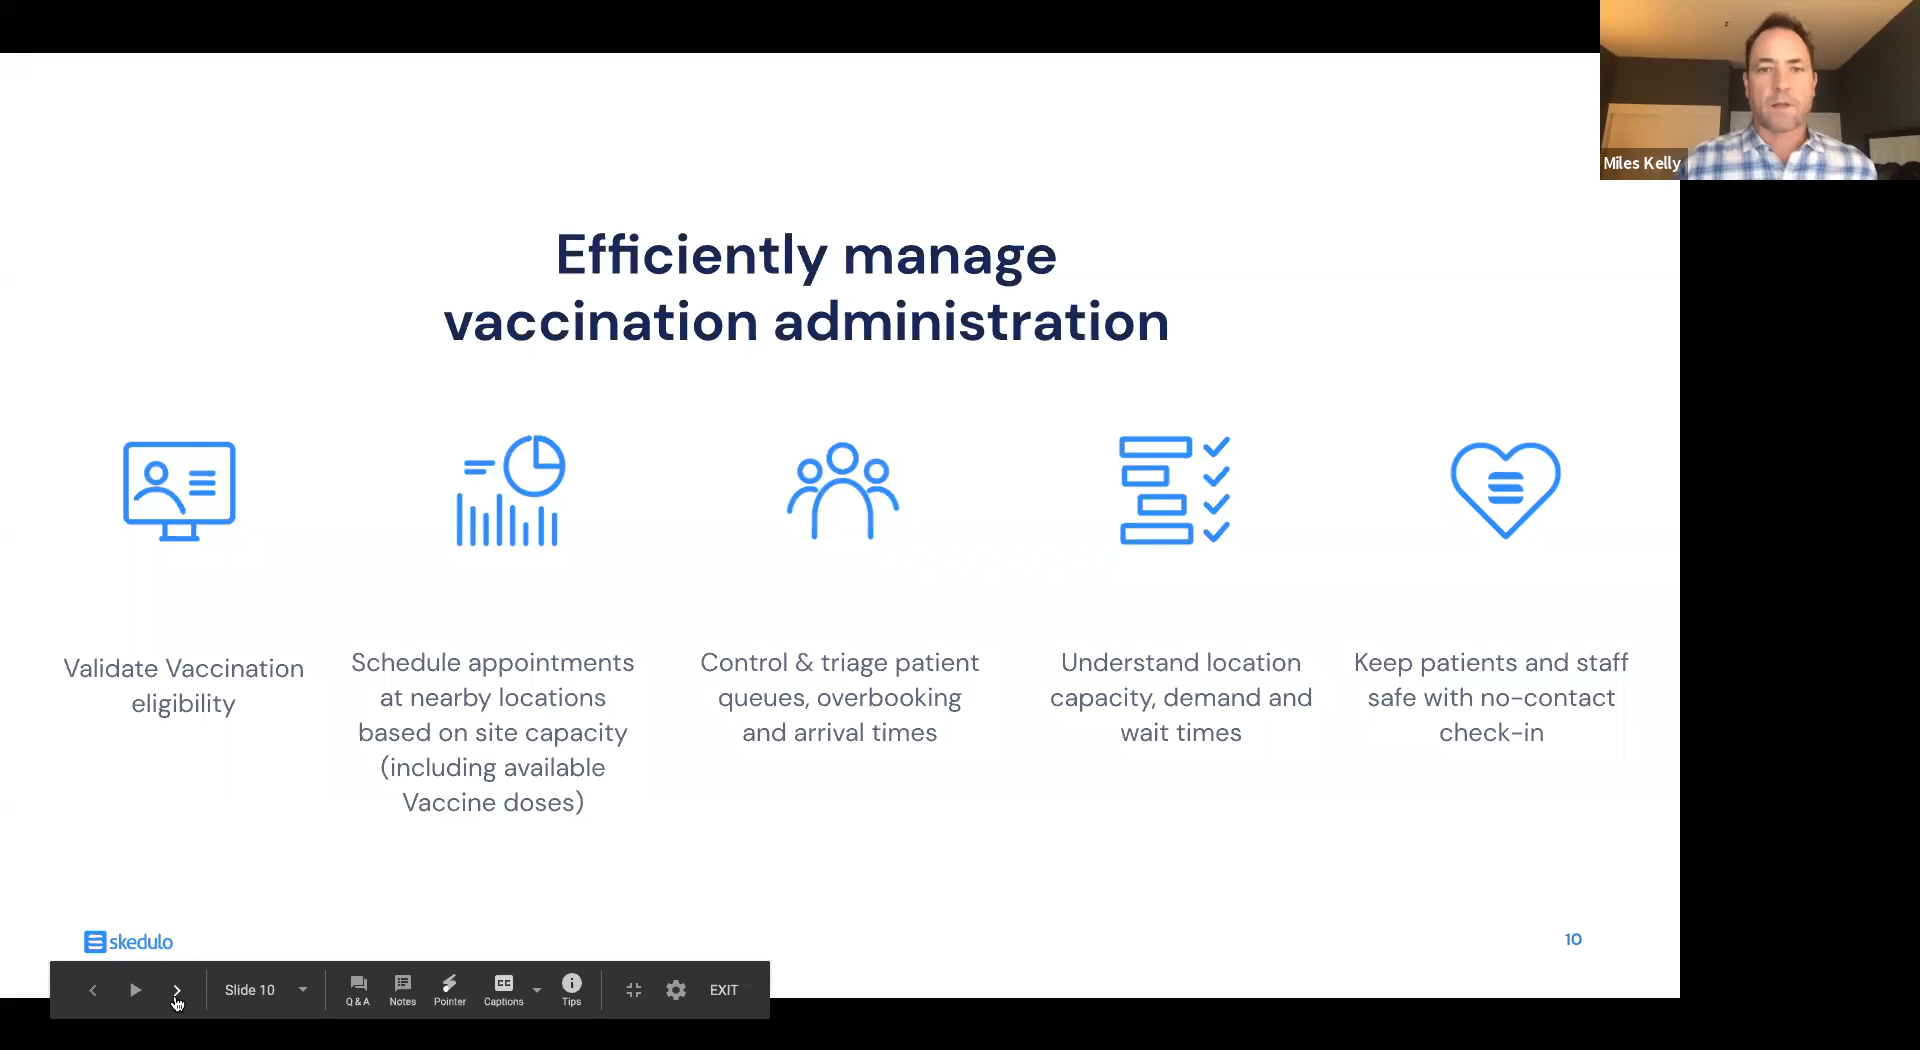 Miles Kelly
Efficiently manage
vaccination administration
Validate Vaccination
eligibility
Schedule appointments
at nearby locations
based on site capacity
(including available
Vaccine doses)
Control & triage patient
queues, overbooking
and arrival times
Understand location
capacity, demand and
wait times
Keep patients and staff
safe with no-contact
check-in
skedulo
10
Slide 10
Q & A
Notes
Pointer
CC
Captions
Tips
EXIT